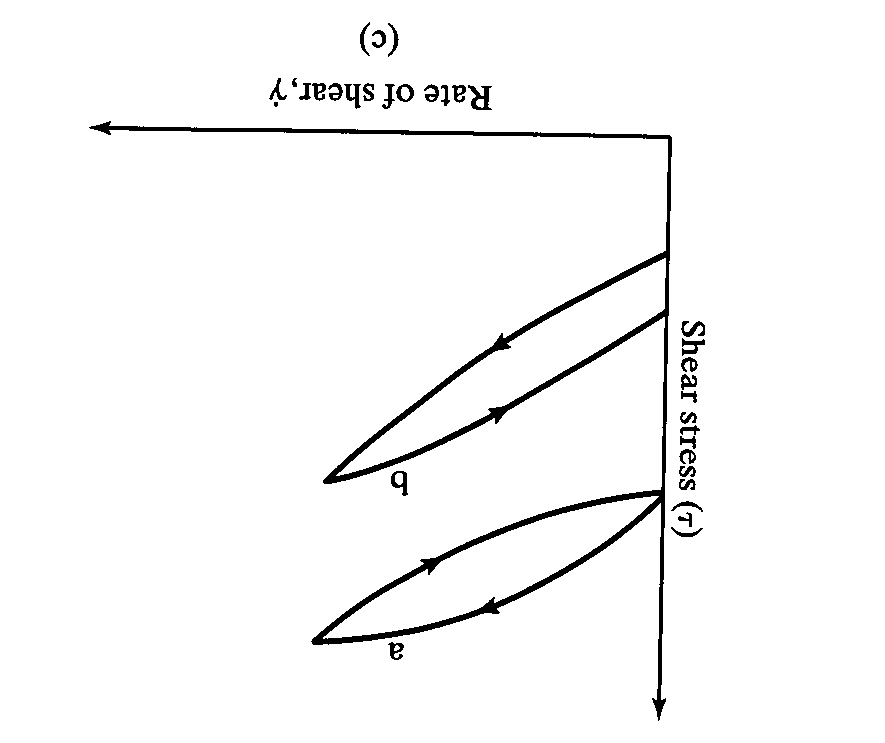 Shear stress (τ)
a
b
Rate of shear, γ̇
(c)